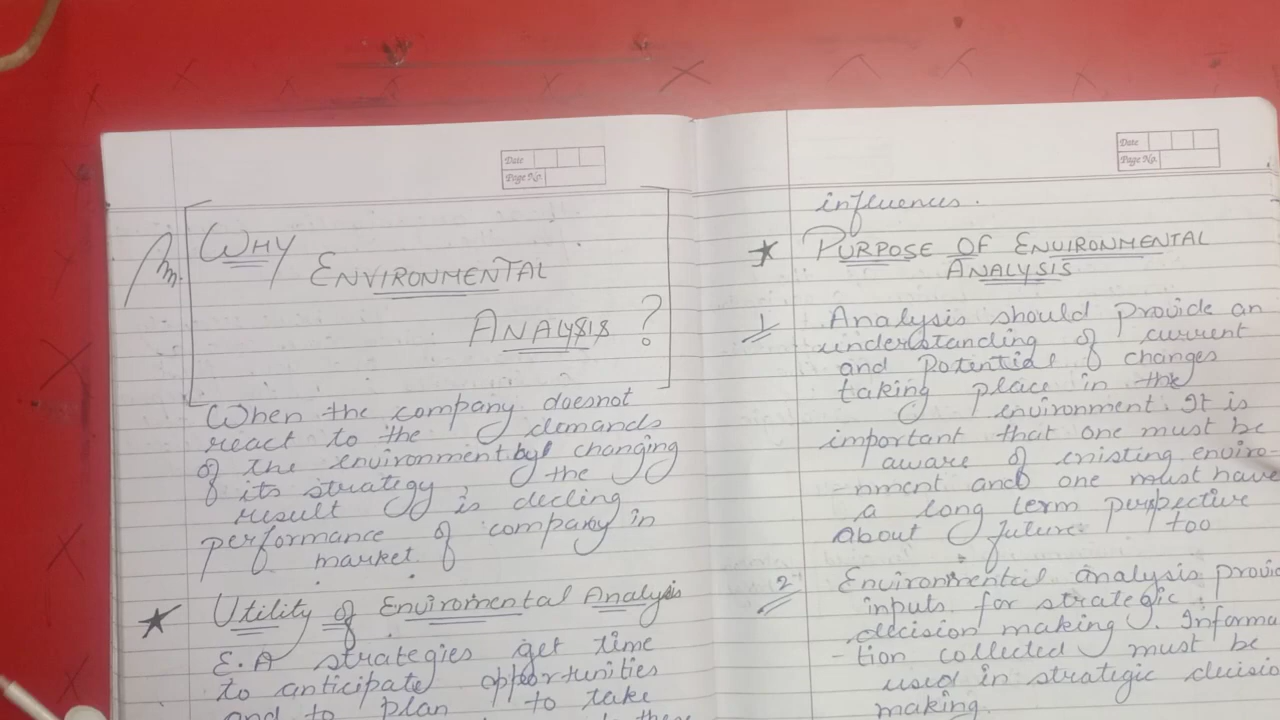 Date
Page No.
WHY
ENVIRONMENTAL
ANALYSIS ?
When the company doesnot
react to the demands
of the environment by changing
of its strategy, the
result is decling
performance of company in
market.
Utility of Enviromental Analysis
E.A strategies get time
to anticipate opportunities
and to plan to take
Date
Page No.
influences.
PURPOSE OF ENVIRONMENTAL
ANALYSIS
1 Analysis should provide an
understanding of current
and potential of changes
taking place in the
environment. It is
important that one must be
aware of existing enviro-
-nment and one must have
a long term perspective
about future too
2 Environmental analysis provid
inputs for strategic
decision making. Informa
-tion collected must be
used in strategic decisio
making.